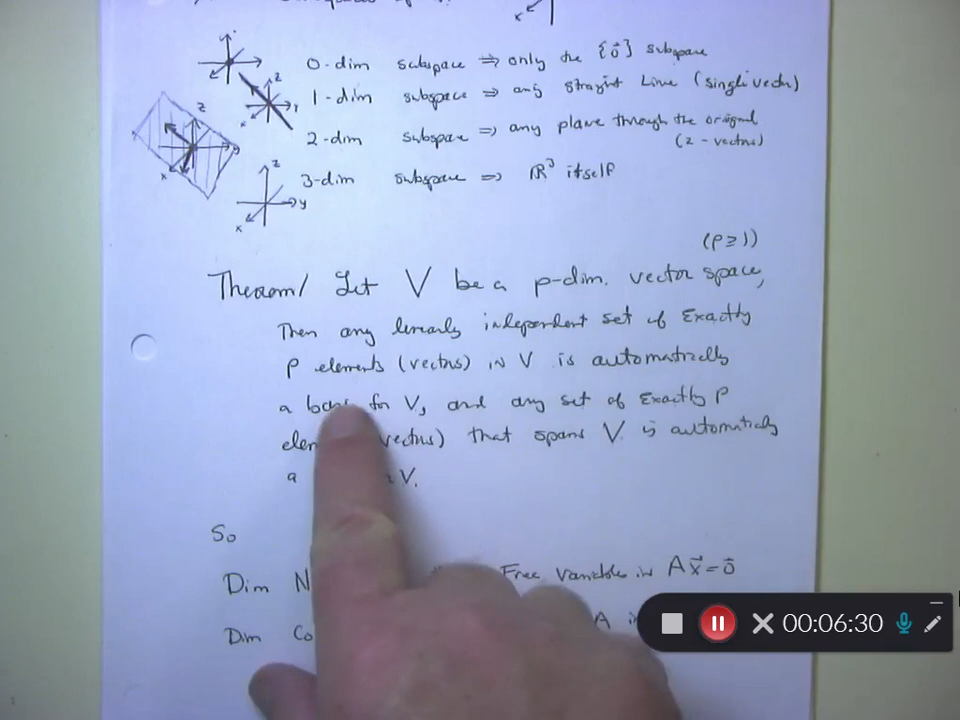 0-dim subspace ⇒ only the {0⃗} subspace
1-dim subspace ⇒ any straight Line (single vector)
2-dim subspace ⇒ any plane through the original
(2-vectors)
3-dim subspace ⇒ ℝ³ itself
(p≥1)
Theorem/ Let V be a p-dim. vector space,
Then any linearly independent set of Exactly
p elements (vectors) in V is automatically
a for V, and any set of Exactly p
that spans V is automatically
a V.
So
Dim N Free Variables in Ax⃗=0⃗
Dim Co A
00:06:30
z
y
x